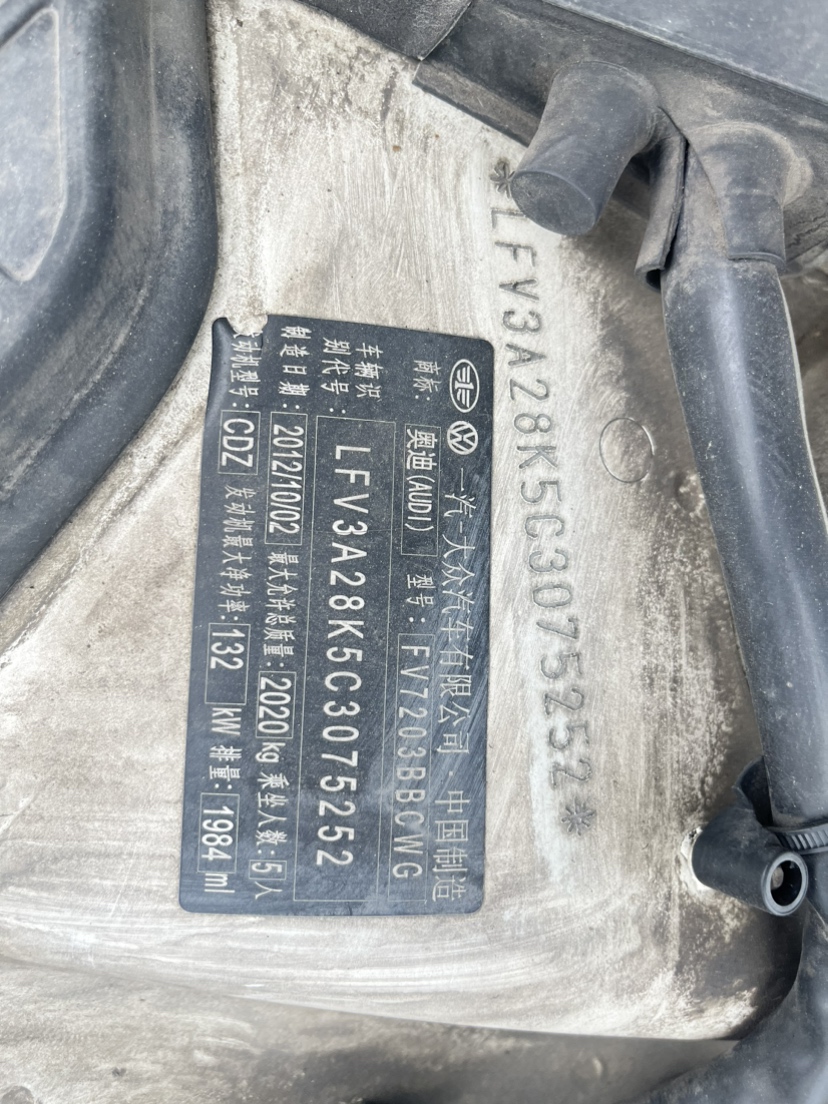 *LFV3A28K5C3075252*
一汽-大众汽车有限公司·中国制造
商标: 奥迪(AUDI) 型号: FV7203BBCWG
车辆识
别代号: LFV3A28K5C3075252
制造日期: 2012/10/02 最大允许总质量: 2020 kg 乘坐人数: 5 人
发动机型号: CDZ 发动机最大净功率: 132 kW 排量: 1984 ml